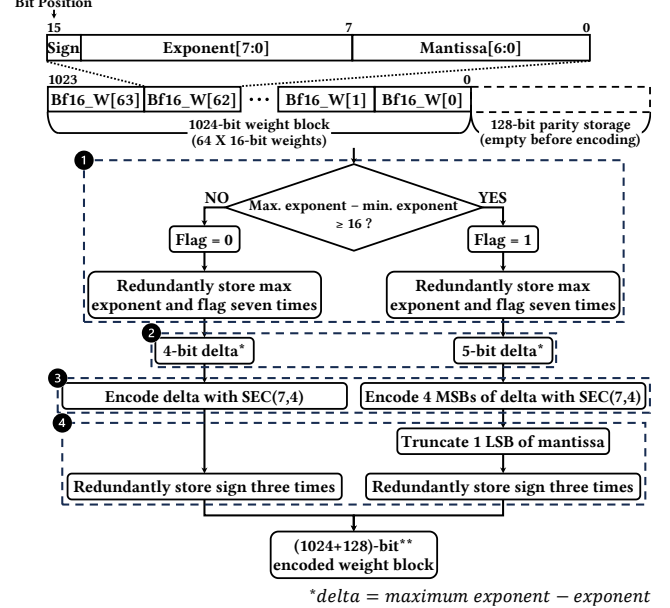 Bit Position
15 7 0
Sign Exponent[7:0] Mantissa[6:0]
1023 0
Bf16_W[63] Bf16_W[62] ··· Bf16_W[1] Bf16_W[0]
1024-bit weight block
(64 X 16-bit weights)
128-bit parity storage
(empty before encoding)
1
NO
Max. exponent – min. exponent
≥ 16 ?
YES
Flag = 0
Flag = 1
Redundantly store max
exponent and flag seven times
Redundantly store max
exponent and flag seven times
2
4-bit delta*
5-bit delta*
3
Encode delta with SEC(7,4)
Encode 4 MSBs of delta with SEC(7,4)
4
Truncate 1 LSB of mantissa
Redundantly store sign three times
Redundantly store sign three times
(1024+128)-bit**
encoded weight block
*delta = maximum exponent − exponent